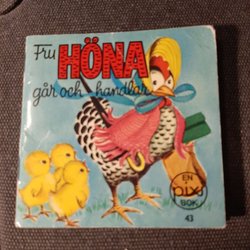 Fru
HÖNA
går och handlar
EN
pixi
BOK
43